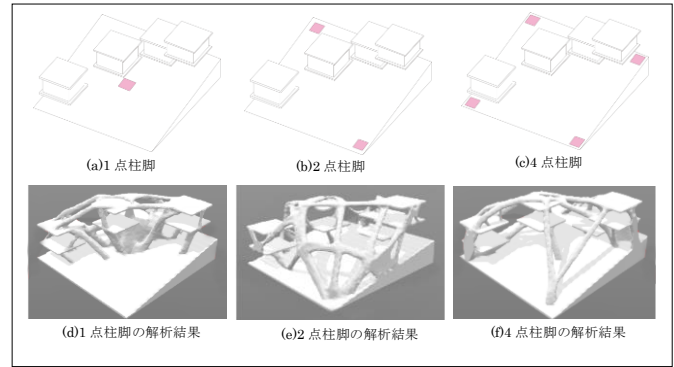 (a)1 点柱脚
(b)2 点柱脚
(c)4 点柱脚
(d)1 点柱脚の解析結果
(e)2 点柱脚の解析結果
(f)4 点柱脚の解析結果